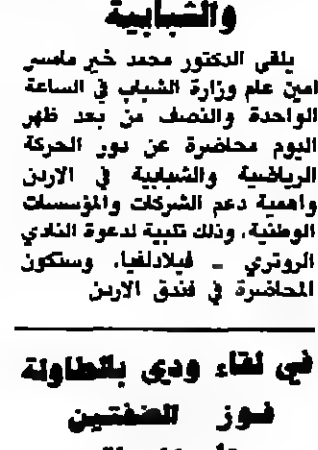 والشبابية
يلقي الدكتور محمد خير مامسر
امين عام وزارة الشباب في الساعة
الواحدة والنصف من بعد ظهر
اليوم محاضرة عن دور الحركة
الرياضية والشبابية في الاردن
واهمية دعم الشركات والمؤسسات
الوطنية، وذلك تلبية لدعوة النادي
الروتري - فيلادلفيا، وستكون
المحاضرة في فندق الاردن
في لقاء ودي بالطاولة
فوز للضفتين